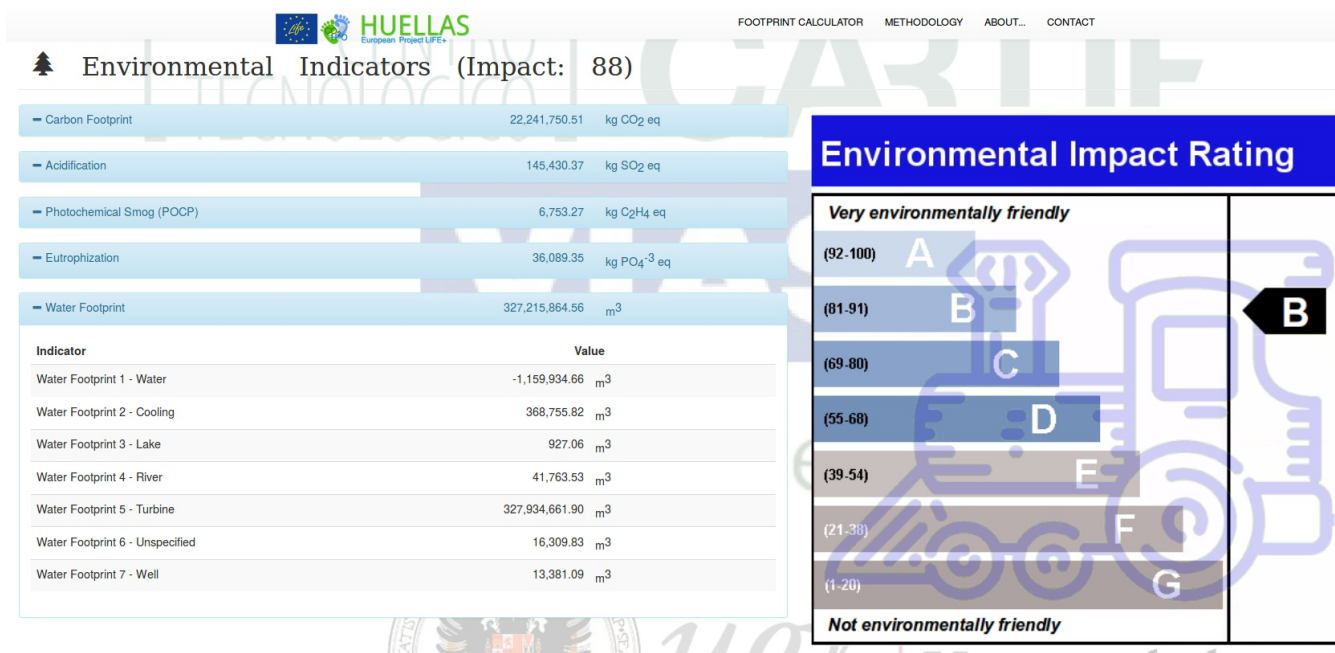 Life HUELLAS
European Project LIFE+
FOOTPRINT CALCULATOR METHODOLOGY ABOUT... CONTACT
Environmental Indicators (Impact: 88)
Carbon Footprint 22,241,750.51 kg CO2 eq
Acidification 145,430.37 kg SO2 eq
Photochemical Smog (POCP) 6,753.27 kg C2H4 eq
Eutrophization 36,089.35 kg PO4-3 eq
Water Footprint 327,215,864.56 m3
Indicator Value
Water Footprint 1 - Water -1,159,934.66 m3
Water Footprint 2 - Cooling 368,755.82 m3
Water Footprint 3 - Lake 927.06 m3
Water Footprint 4 - River 41,763.53 m3
Water Footprint 5 - Turbine 327,934,661.90 m3
Water Footprint 6 - Unspecified 16,309.83 m3
Water Footprint 7 - Well 13,381.09 m3
Environmental Impact Rating
Very environmentally friendly
(92-100) A
(81-91) B
B
(69-80) C
(55-68) D
(39-54) E
(21-38) F
(1-20) G
Not environmentally friendly